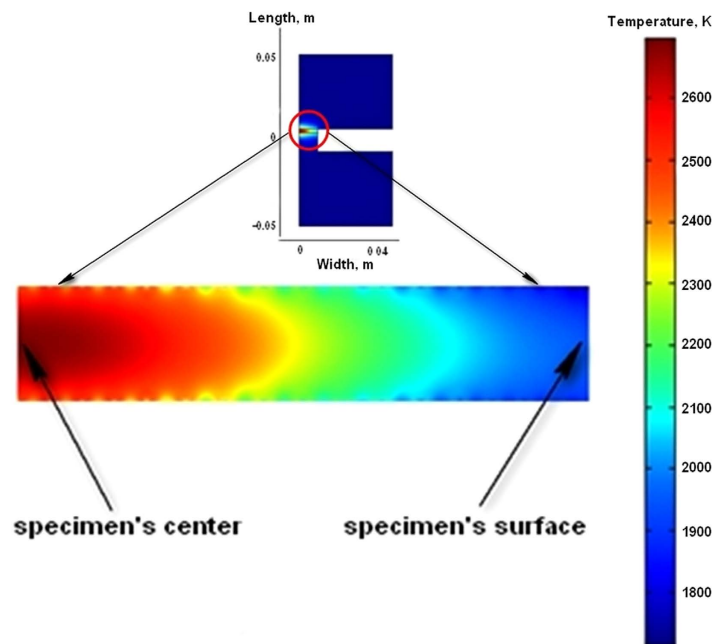 Length, m
Temperature, K
0.05
0
-0.05
0
0 04
Width, m
2600
2500
2400
2300
2200
2100
2000
1900
1800
specimen's center
specimen's surface